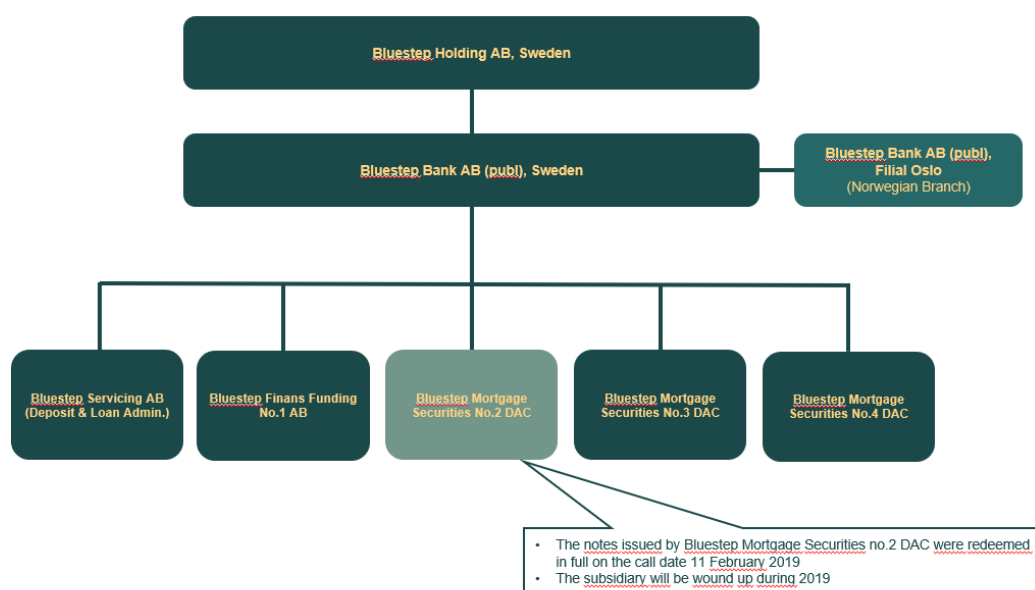 Bluestep Holding AB, Sweden
Bluestep Bank AB (publ), Sweden
Bluestep Bank AB (publ),
Filial Oslo
(Norwegian Branch)
Bluestep Servicing AB
(Deposit & Loan Admin.)
Bluestep Finans Funding
No.1 AB
Bluestep Mortgage
Securities No.2 DAC
Bluestep Mortgage
Securities No.3 DAC
Bluestep Mortgage
Securities No.4 DAC
• The notes issued by Bluestep Mortgage Securities no.2 DAC were redeemed
in full on the call date 11 February 2019
• The subsidiary will be wound up during 2019